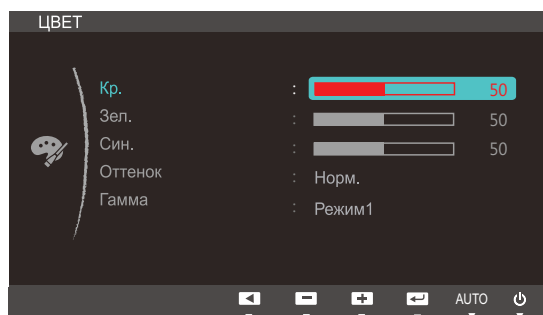 ЦВЕТ
Кр. : 50
Зел. : 50
Син. : 50
Оттенок : Норм.
Гамма : Режим1
AUTO